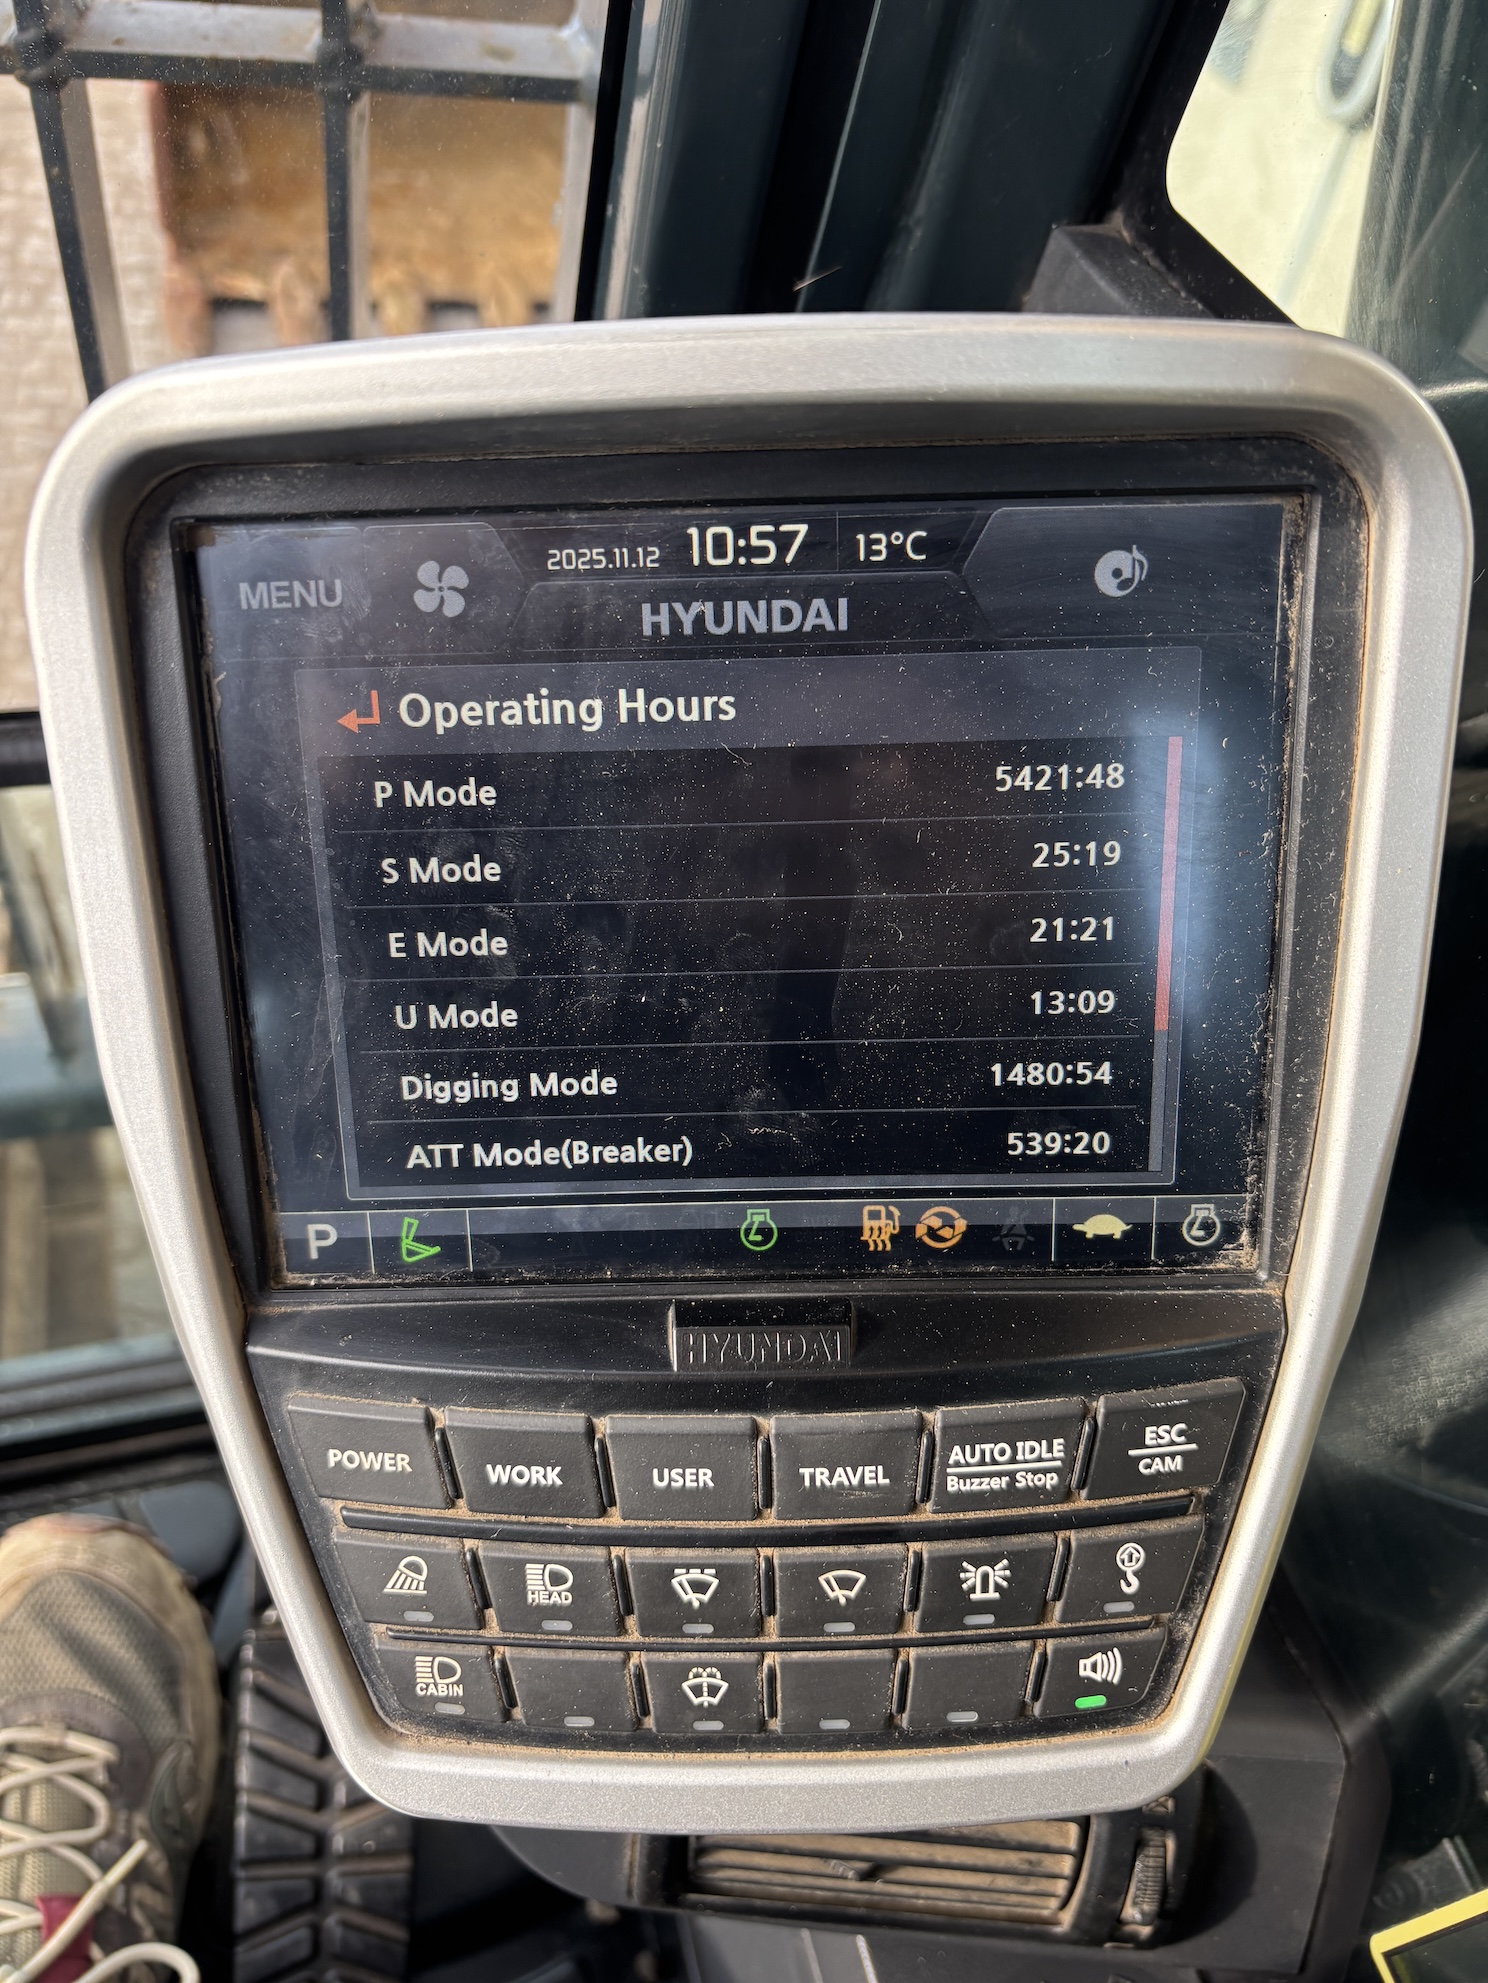 MENU
2025.11.12 10:57 13°C
HYUNDAI
Operating Hours
P Mode 5421:48
S Mode 25:19
E Mode 21:21
U Mode 13:09
Digging Mode 1480:54
ATT Mode(Breaker) 539:20
P
HYUNDAI
POWER WORK USER TRAVEL AUTO IDLE ESC
Buzzer Stop CAM
HEAD
CABIN